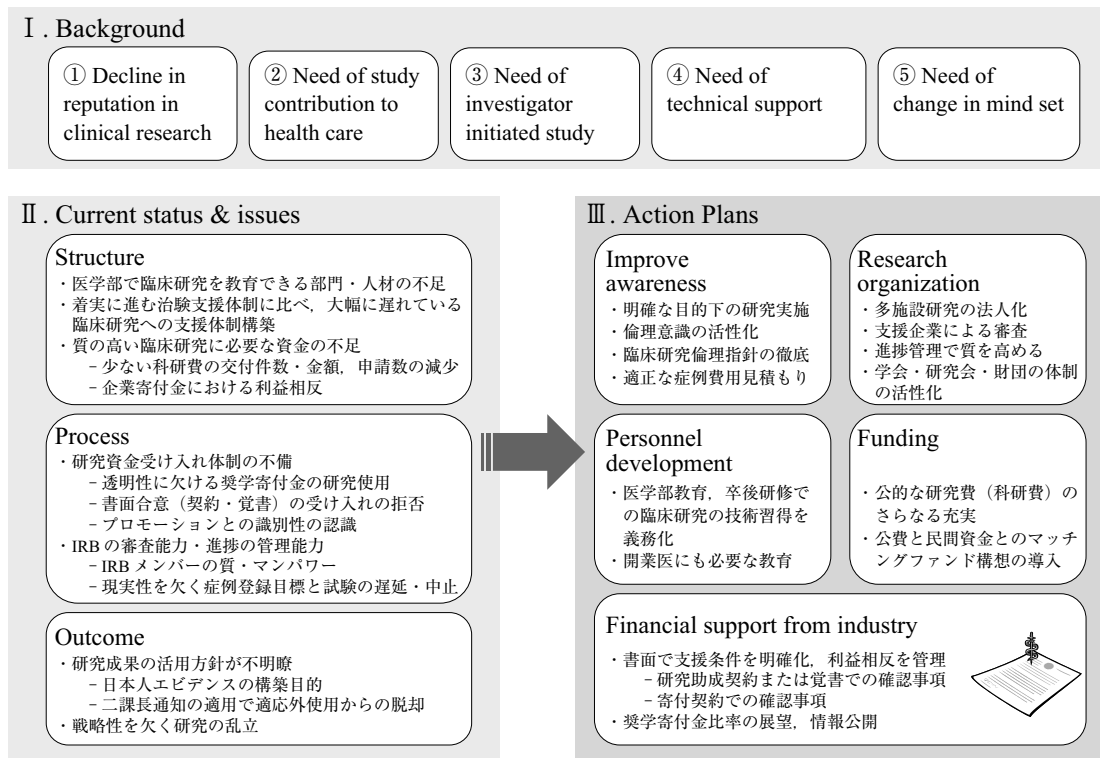 Ⅰ. Background
① Decline in
reputation in
clinical research
② Need of study
contribution to
health care
③ Need of
investigator
initiated study
④ Need of
technical support
⑤ Need of
change in mind set
Ⅱ. Current status & issues
Structure
・医学部で臨床研究を教育できる部門・人材の不足
・着実に進む治験支援体制に比べ，大幅に遅れている
臨床研究への支援体制構築
・質の高い臨床研究に必要な資金の不足
－少ない科研費の交付件数・金額，申請数の減少
－企業寄付金における利益相反
Process
・研究資金受け入れ体制の不備
－透明性に欠ける奨学寄付金の研究使用
－書面合意（契約・覚書）の受け入れの拒否
－プロモーションとの識別性の認識
・IRB の審査能力・進捗の管理能力
－IRB メンバーの質・マンパワー
－現実性を欠く症例登録目標と試験の遅延・中止
Outcome
・研究成果の活用方針が不明瞭
－日本人エビデンスの構築目的
－二課長通知の適用で適応外使用からの脱却
・戦略性を欠く研究の乱立
Ⅲ. Action Plans
Improve
awareness
・明確な目的下の研究実施
・倫理意識の活性化
・臨床研究倫理指針の徹底
・適正な症例費用見積もり
Research
organization
・多施設研究の法人化
・支援企業による審査
・進捗管理で質を高める
・学会・研究会・財団の体制
の活性化
Personnel
development
・医学部教育，卒後研修で
の臨床研究の技術習得を
義務化
・開業医にも必要な教育
Funding
・公的な研究費（科研費）の
さらなる充実
・公費と民間資金とのマッチ
ングファンド構想の導入
Financial support from industry
・書面で支援条件を明確化，利益相反を管理
－研究助成契約または覚書での確認事項
－寄付契約での確認事項
・奨学寄付金比率の展望，情報公開